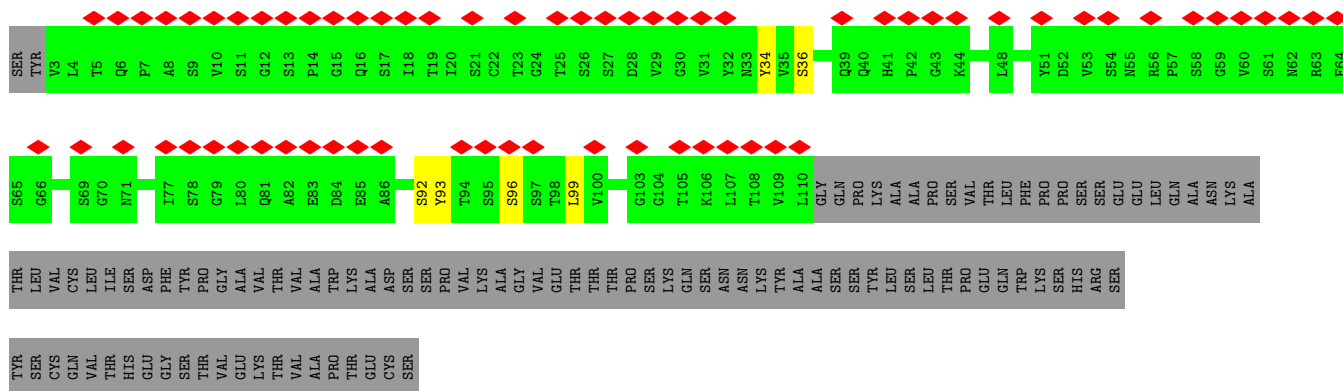 SER TYR V3 L4 T5 Q6 P7 A8 S9 V10 S11 G12 S13 P14 G15 Q16 S17 I18 T19 I20 S21 C22 T23 G24 T25 S26 S27 D28 V29 G30 V31 Y32 N33 Y34 V35 S36 Q39 Q40 H41 P42 G43 K44 L48 Y51 D52 V53 S54 N55 R56 P57 S58 G59 V60 S61 N62 R63 F64
S65 G66 S69 G70 N71 I77 S78 G79 L80 Q81 A82 E83 D84 E85 A86 S92 Y93 T94 S95 S96 S97 T98 L99 V100 G103 G104 T105 K106 L107 T108 V109 L110 GLY GLN PRO LYS ALA ALA PRO SER VAL THR LEU PHE PRO PRO SER SER GLU GLU LEU GLN ALA ASN LYS ALA
THR LEU VAL CYS LEU ILE SER ASP PHE TYR PRO GLY ALA VAL THR VAL ALA TRP LYS ALA ASP SER SER PRO VAL LYS ALA GLY VAL GLU THR THR THR PRO SER LYS GLN SER ASN ASN LYS TYR ALA ALA SER SER TYR LEU SER LEU THR PRO GLU GLN TRP LYS SER HIS ARG SER
TYR SER CYS GLN VAL THR HIS GLU GLY SER THR VAL GLU LYS THR VAL ALA PRO THR GLU CYS SER